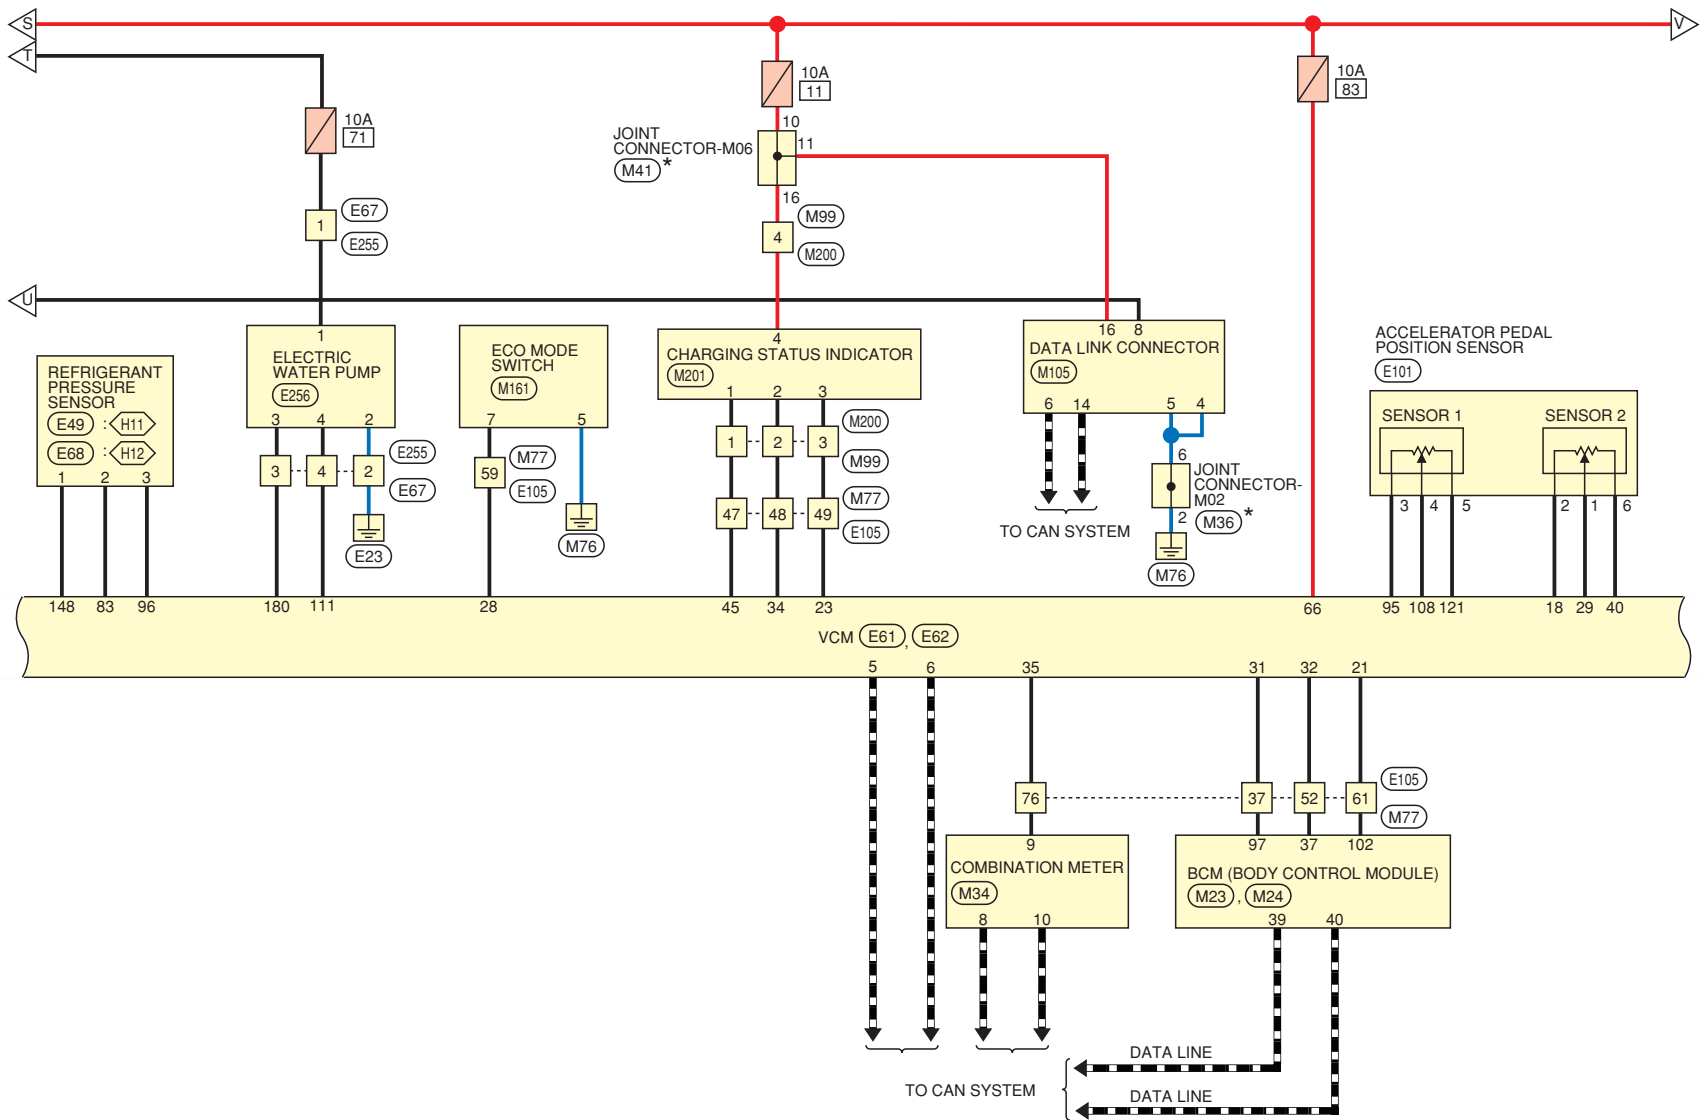 S
V
T
10A
11
10A
83
10A
71
10
JOINT
CONNECTOR-M06
M41 *
11
16
E67
1
E255
M99
4
M200
U
1
ELECTRIC
WATER PUMP
E256
3 4 2
ECO MODE
SWITCH
M161
7 5
4
CHARGING STATUS INDICATOR
M201
1 2 3
16 8
DATA LINK CONNECTOR
M105
6 14 5 4
ACCELERATOR PEDAL
POSITION SENSOR
E101
SENSOR 1 SENSOR 2
3 4 5 2 1 6
REFRIGERANT
PRESSURE
SENSOR
E49 : H11
E68 : H12
1 2 3
E255
3 4 2
E67
E23
M77
59
E105
M76
M200
1 2 3
M99
M77
47 48 49
E105
TO CAN SYSTEM
6
JOINT
CONNECTOR-
M02
2
M36 *
M76
148 83 96 180 111 28 45 34 23 66 95 108 121 18 29 40
VCM E61 , E62
5 6 35 31 32 21
E105
76 37 52 61
M77
9
COMBINATION METER
M34
8 10
97 37 102
BCM (BODY CONTROL MODULE)
M23 , M24
39 40
DATA LINE
TO CAN SYSTEM
DATA LINE